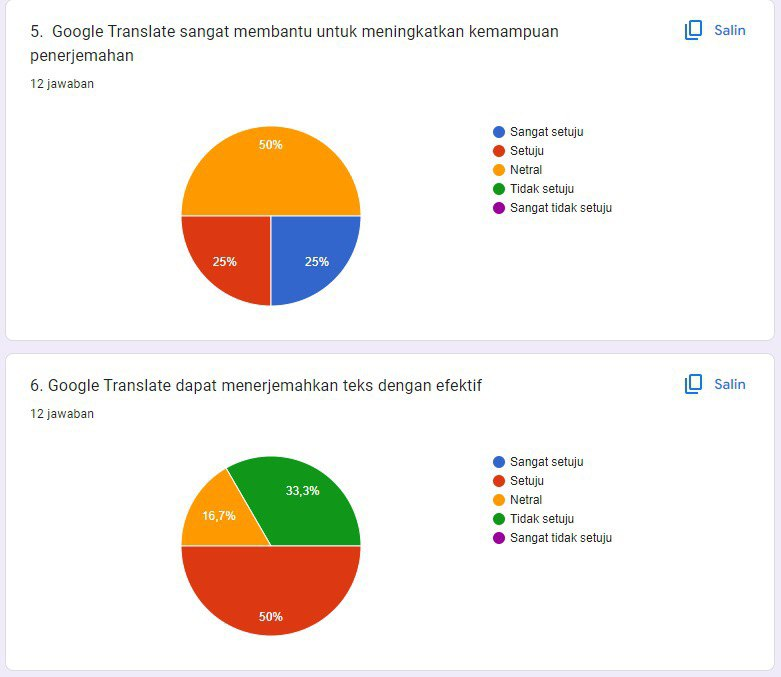 5.  Google Translate sangat membantu untuk meningkatkan kemampuan
penerjemahan
Salin
12 jawaban
50%
25%
25%
Sangat setuju
Setuju
Netral
Tidak setuju
Sangat tidak setuju
6. Google Translate dapat menerjemahkan teks dengan efektif
Salin
12 jawaban
33,3%
16,7%
50%
Sangat setuju
Setuju
Netral
Tidak setuju
Sangat tidak setuju